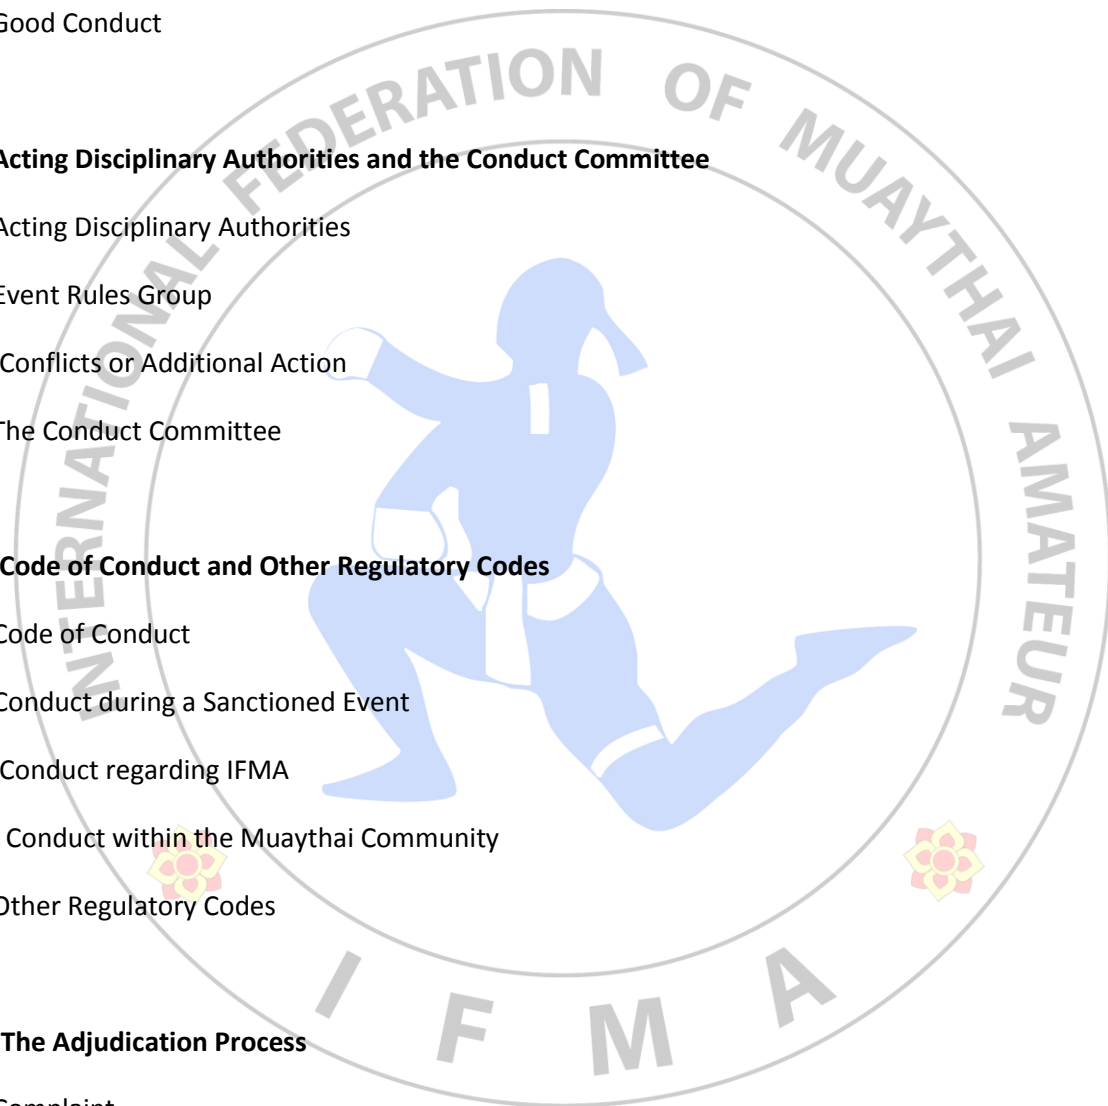 Good Conduct
Acting Disciplinary Authorities and the Conduct Committee
Acting Disciplinary Authorities
Event Rules Group
Conflicts or Additional Action
The Conduct Committee
Code of Conduct and Other Regulatory Codes
Code of Conduct
Conduct during a Sanctioned Event
Conduct regarding IFMA
Conduct within the Muaythai Community
Other Regulatory Codes
The Adjudication Process
Complaint
INTERNATIONAL FEDERATION OF MUAYTHAI AMATEUR
IFMA